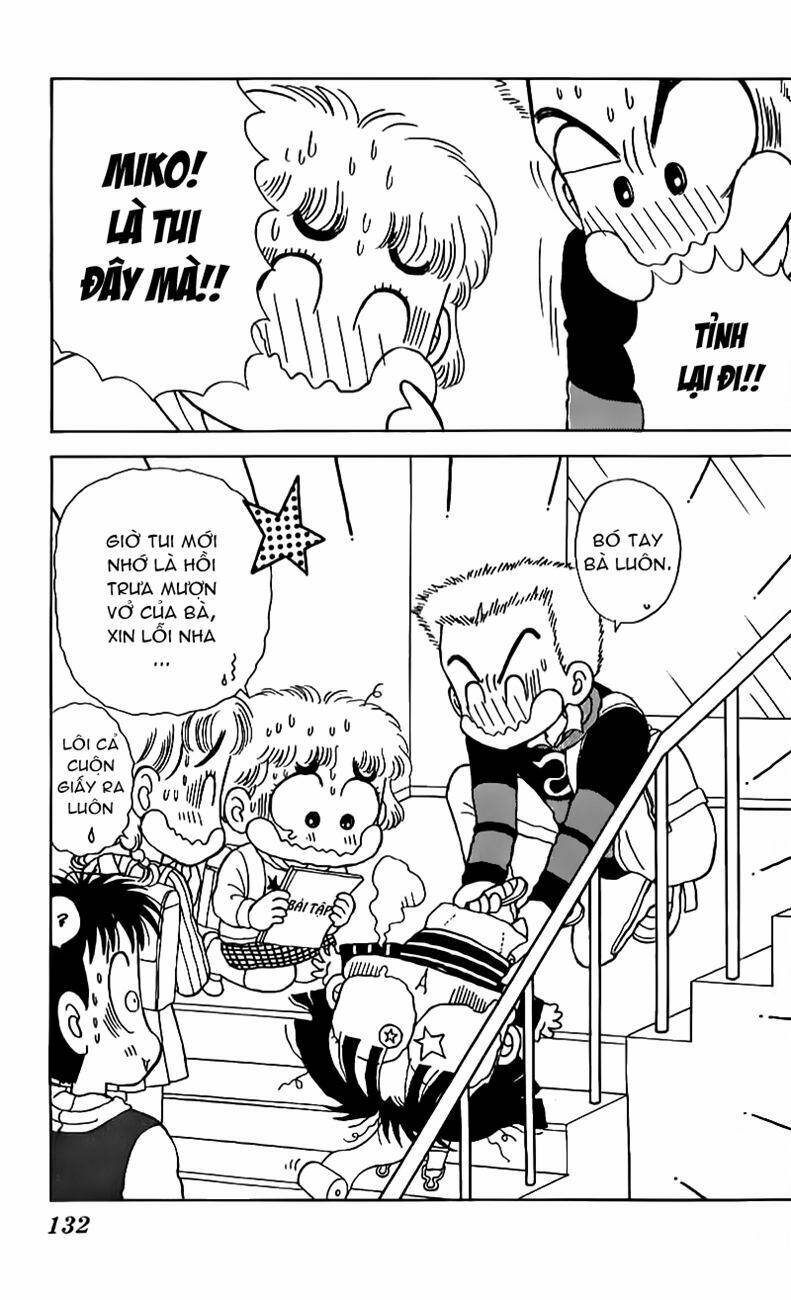 MIKO!
LÀ TUI
ĐÂY MÀ!!
TỈNH
LẠI ĐI!!
GIỜ TUI MỚI
NHỚ LÀ HỒI
TRƯA MƯỢN
VỞ CỦA BÀ,
XIN LỖI NHA
...
BÓ TAY
BÀ LUÔN.
LÔI CẢ
CUỘN
GIẤY RA
LUÔN
?
BÀI TẬP
132